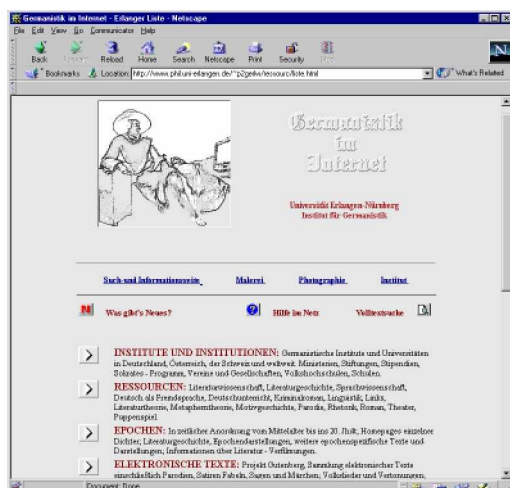 Germanistik im Internet - Erlanger Liste - Netscape
File Edit View Go Communicator Help
Back Reload Home Search Netscape Print Security
Bookmarks Location: http://www.phil.uni-erlangen.de/~p2gerlw/ressourc/liste.html What's Related
N
Germanistik
im
Internet
Universität Erlangen-Nürnberg
Institut für Germanistik
Such-und Informationsseite Malerei Photographie Institut
N Was gibt's Neues? ? Hilfe im Netz Volltextsuche
INSTITUTE UND INSTITUTIONEN: Germanistische Institute und Universitäten
in Deutschland, Österreich, der Schweiz und weltweit. Ministerien, Stiftungen, Stipendien,
Sokrates - Programm, Vereine und Gesellschaften, Volkshochschulen, Schulen.
RESSOURCEN: Literaturwissenschaft, Literaturgeschichte, Sprachwissenschaft,
Deutsch als Fremdsprache, Deutschunterricht, Kriminalroman, Linguistik, Links,
Literaturtheorie, Metapherntheorie, Motivgeschichte, Parodie, Rhetorik, Roman, Theater,
Puppenspiel.
EPOCHEN: In zeitlicher Anordnung vom Mittelalter bis ins 20. Jhdt, Homepages einzelner
Dichter, Literaturgeschichte, Epochendarstellungen, weitere epochenspezifische Texte und
Darstellungen; Informationen über Literatur - Verfilmungen.
ELEKTRONISCHE TEXTE: Projekt Gutenberg, Sammlung elektronischer Texte
einschließlich Parodien, Satiren Fabeln, Sagen und Märchen, Volkslieder und Vertonungen,
Document: Done